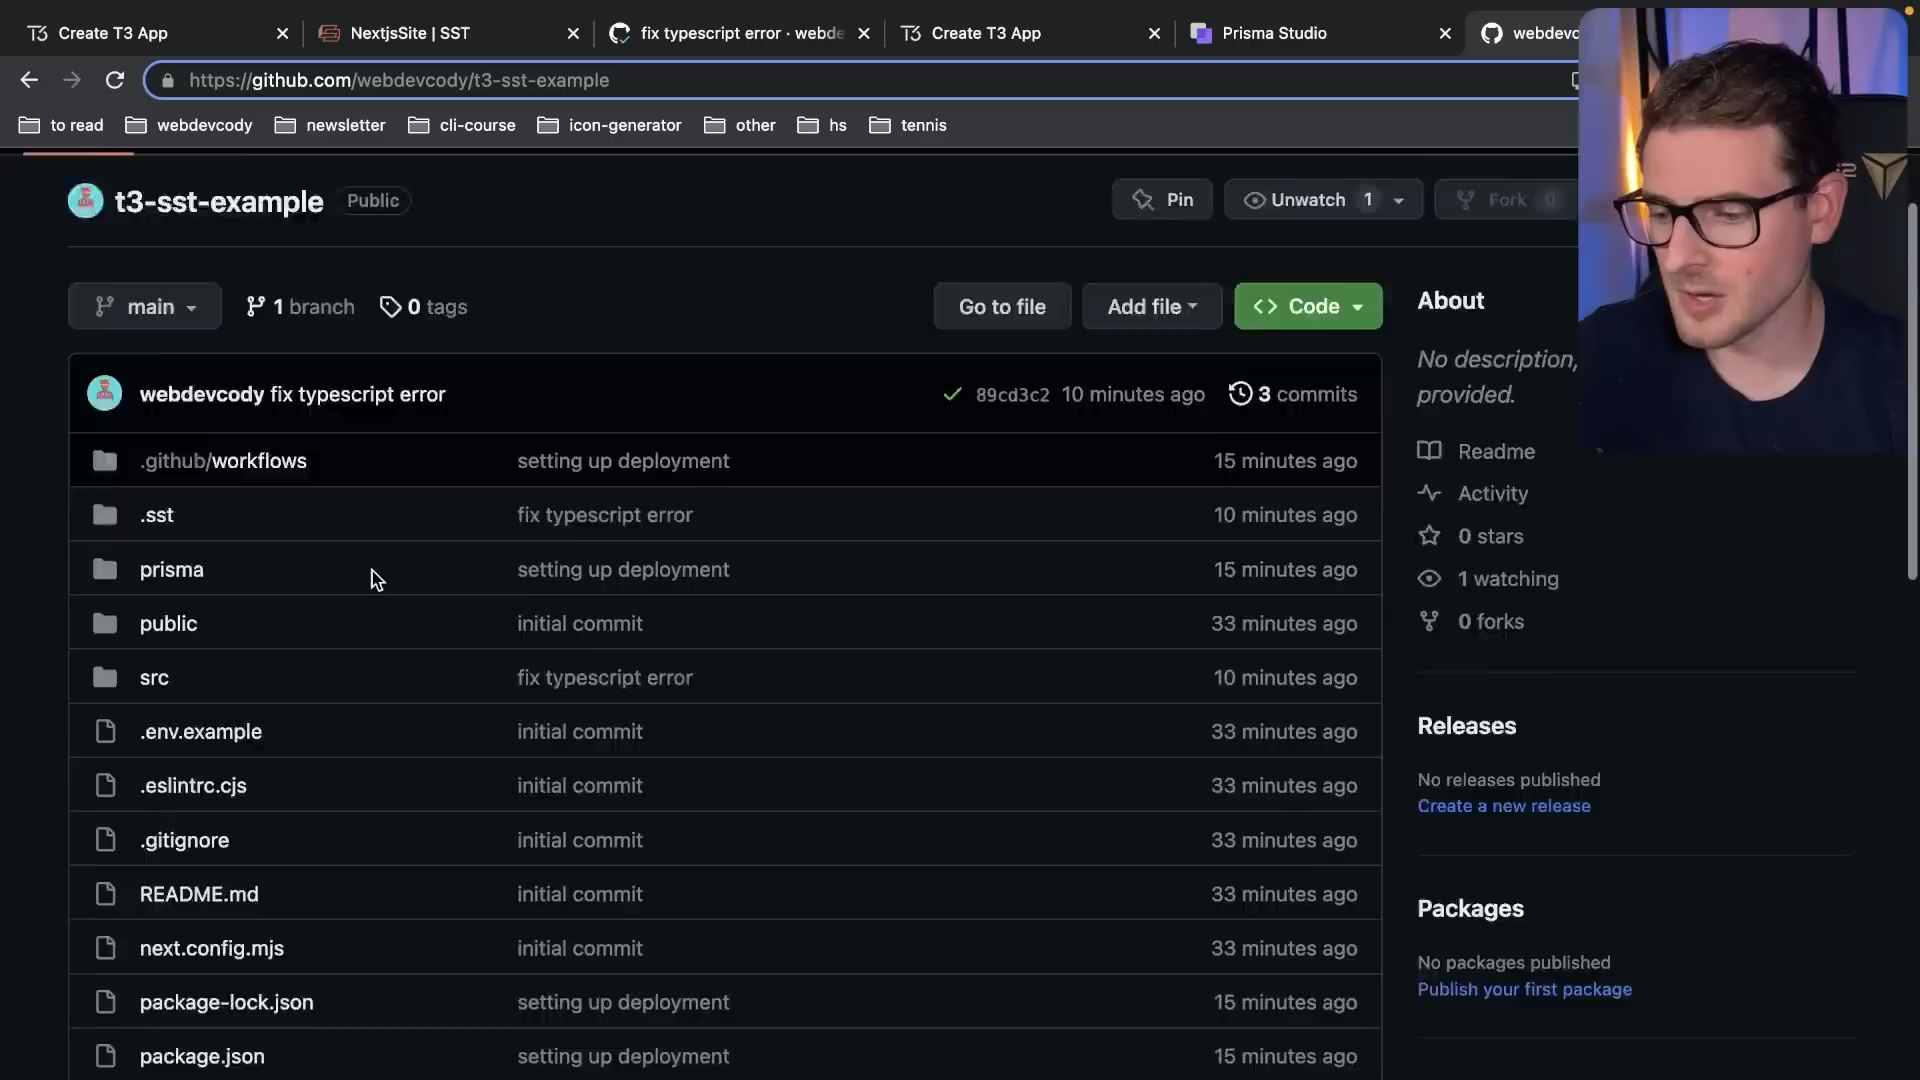 Create T3 App
NextjsSite | SST
fix typescript error · webde
Create T3 App
Prisma Studio
webdevc
https://github.com/webdevcody/t3-sst-example
to read
webdevcody
newsletter
cli-course
icon-generator
other
hs
tennis
t3-sst-example
Public
Pin
Unwatch 1
Fork 0
main
1 branch
0 tags
Go to file
Add file
<> Code
webdevcody fix typescript error
89cd3c2 10 minutes ago
3 commits
.github/workflows
setting up deployment
15 minutes ago
.sst
fix typescript error
10 minutes ago
prisma
setting up deployment
15 minutes ago
public
initial commit
33 minutes ago
src
fix typescript error
10 minutes ago
.env.example
initial commit
33 minutes ago
.eslintrc.cjs
initial commit
33 minutes ago
.gitignore
initial commit
33 minutes ago
README.md
initial commit
33 minutes ago
next.config.mjs
initial commit
33 minutes ago
package-lock.json
setting up deployment
15 minutes ago
package.json
setting up deployment
15 minutes ago
About
No description,
provided.
Readme
Activity
0 stars
1 watching
0 forks
Releases
No releases published
Create a new release
Packages
No packages published
Publish your first package